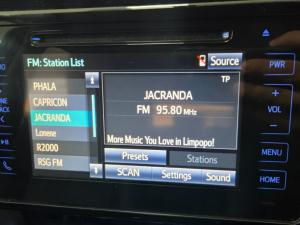 FM: Station List
Source
PWR
TP
PHALA
CAPRICON
JACRANDA
Lonene
R2000
RSG FM
JACRANDA
FM 95.80 MHz
More Music You Love in Limpopo!
+
VOL
-
Presets
Stations
MENU
SCAN
Settings
Sound
HOME